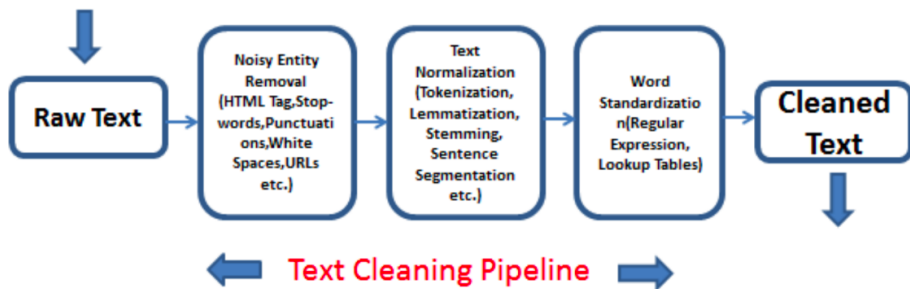 Raw Text
Noisy Entity
Removal
(HTML Tag,Stop-
words,Punctuati
ons,White
Spaces,URLs
etc.)
Text
Normalization
(Tokenization,
Lemmatization,
Stemming,
Sentence
Segmentation
etc.)
Word
Standardizatio
n(Regular
Expression,
Lookup Tables)
Cleaned
Text
Text Cleaning Pipeline